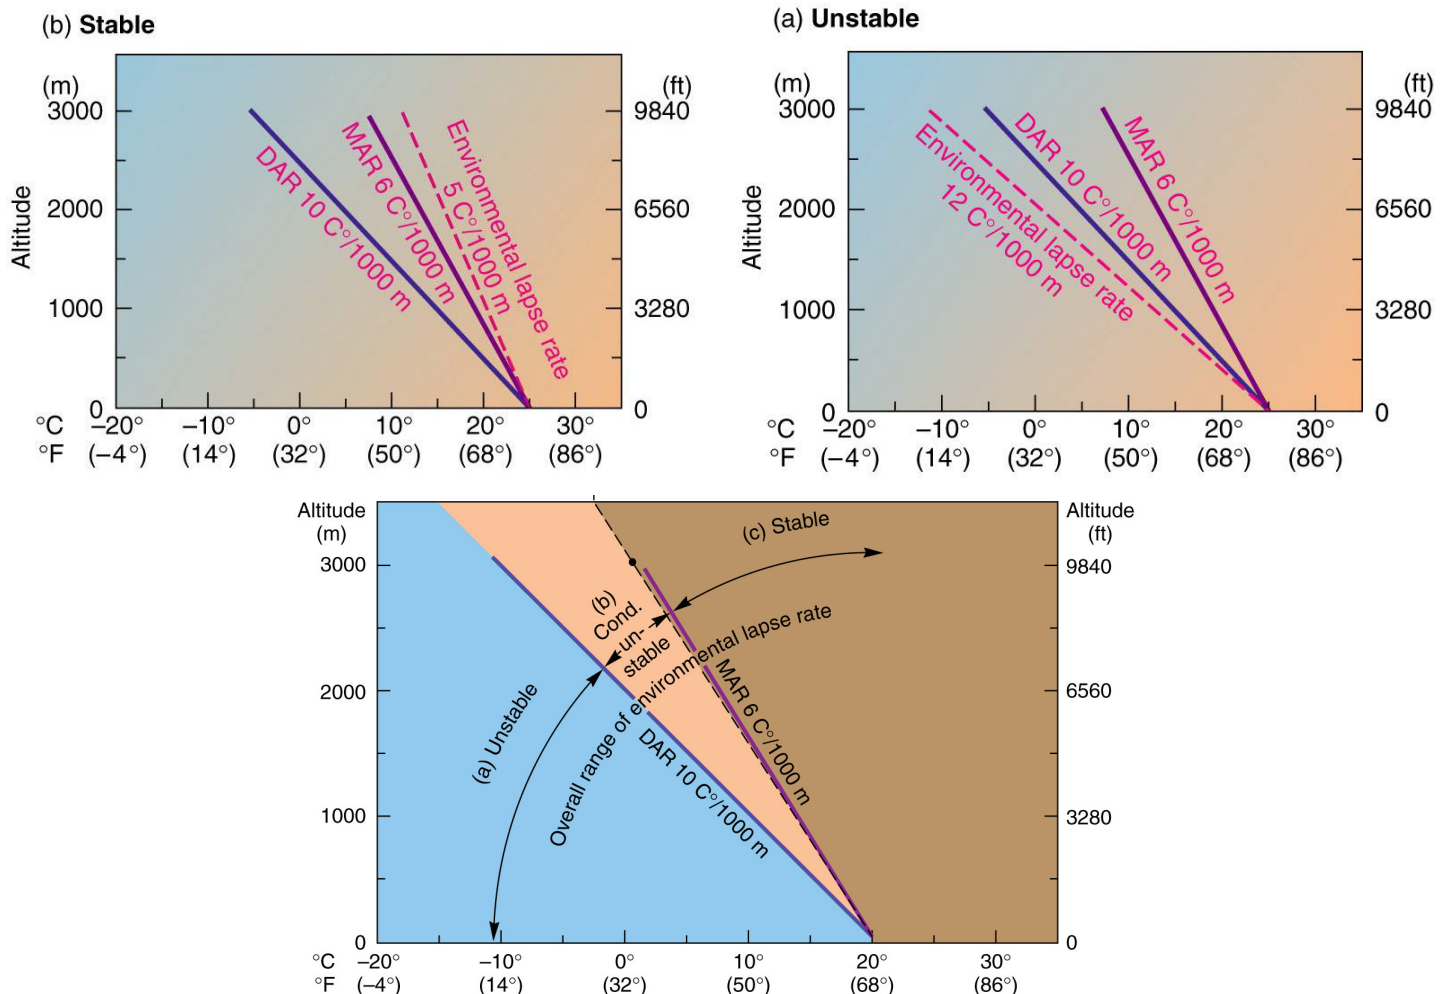 (b) Stable
(m)
(ft)
3000
9840
2000
6560
1000
3280
0
0
Altitude
DAR 10 C°/1000 m
MAR 6 C°/1000 m
Environmental lapse rate
5 C°/1000 m
°C –20° –10° 0° 10° 20° 30°
°F (–4°) (14°) (32°) (50°) (68°) (86°)
(a) Unstable
(m)
(ft)
3000
9840
2000
6560
1000
3280
0
0
Altitude
Environmental lapse rate
12 C°/1000 m
DAR 10 C°/1000 m
MAR 6 C°/1000 m
°C –20° –10° 0° 10° 20° 30°
°F (–4°) (14°) (32°) (50°) (68°) (86°)
Altitude
(m)
Altitude
(ft)
3000
9840
2000
6560
1000
3280
0
0
(a) Unstable
(b)
Cond.
un-
stable
(c) Stable
Overall range of environmental lapse rate
DAR 10 C°/1000 m
MAR 6 C°/1000 m
°C –20° –10° 0° 10° 20° 30°
°F (–4°) (14°) (32°) (50°) (68°) (86°)